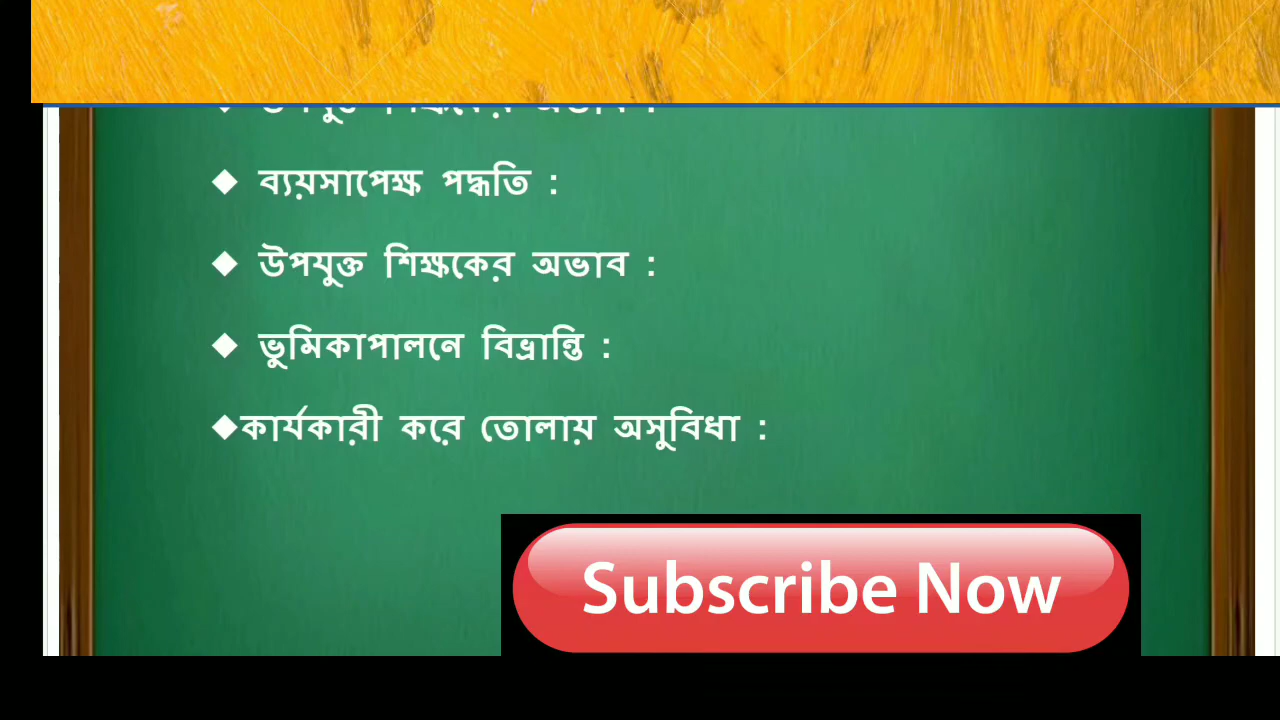 ◆ ব্যয়সাপেক্ষ পদ্ধতি :
◆ উপযুক্ত শিক্ষকের অভাব :
◆ ভুমিকাপালনে বিভ্রান্তি :
◆কার্যকারী করে তোলায় অসুবিধা :
Subscribe Now